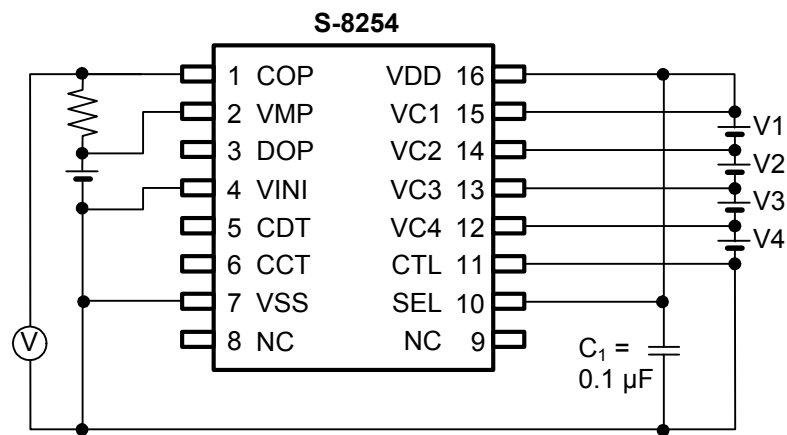 S-8254
1 COP VDD 16
2 VMP VC1 15
3 DOP VC2 14
4 VINI VC3 13
5 CDT VC4 12
6 CCT CTL 11
7 VSS SEL 10
8 NC NC 9
V1
V2
V3
V4
V
C₁ =
0.1 µF